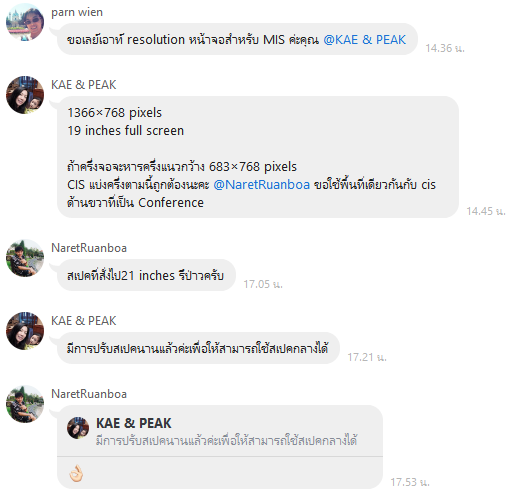 parn wien
ขอเลย์เอาท์ resolution หน้าจอสำหรับ MIS ค่ะคุณ @KAE & PEAK
14.36 น.
KAE & PEAK
1366×768 pixels
19 inches full screen
ถ้าครึ่งจอจะหารครึ่งแนวกว้าง 683×768 pixels
CIS แบ่งครึ่งตามนี้ถูกต้องนะคะ @NaretRuanboa ขอใช้พื้นที่เดียวกันกับ cis
ด้านขวาที่เป็น Conference
14.45 น.
NaretRuanboa
สเปคที่สั่งไป21 inches รึป่าวครับ
17.05 น.
KAE & PEAK
มีการปรับสเปคนานแล้วค่ะเพื่อให้สามารถใช้สเปคกลางได้
17.21 น.
NaretRuanboa
KAE & PEAK
มีการปรับสเปคนานแล้วค่ะเพื่อให้สามารถใช้สเปคกลางได้
👌🏻
17.53 น.